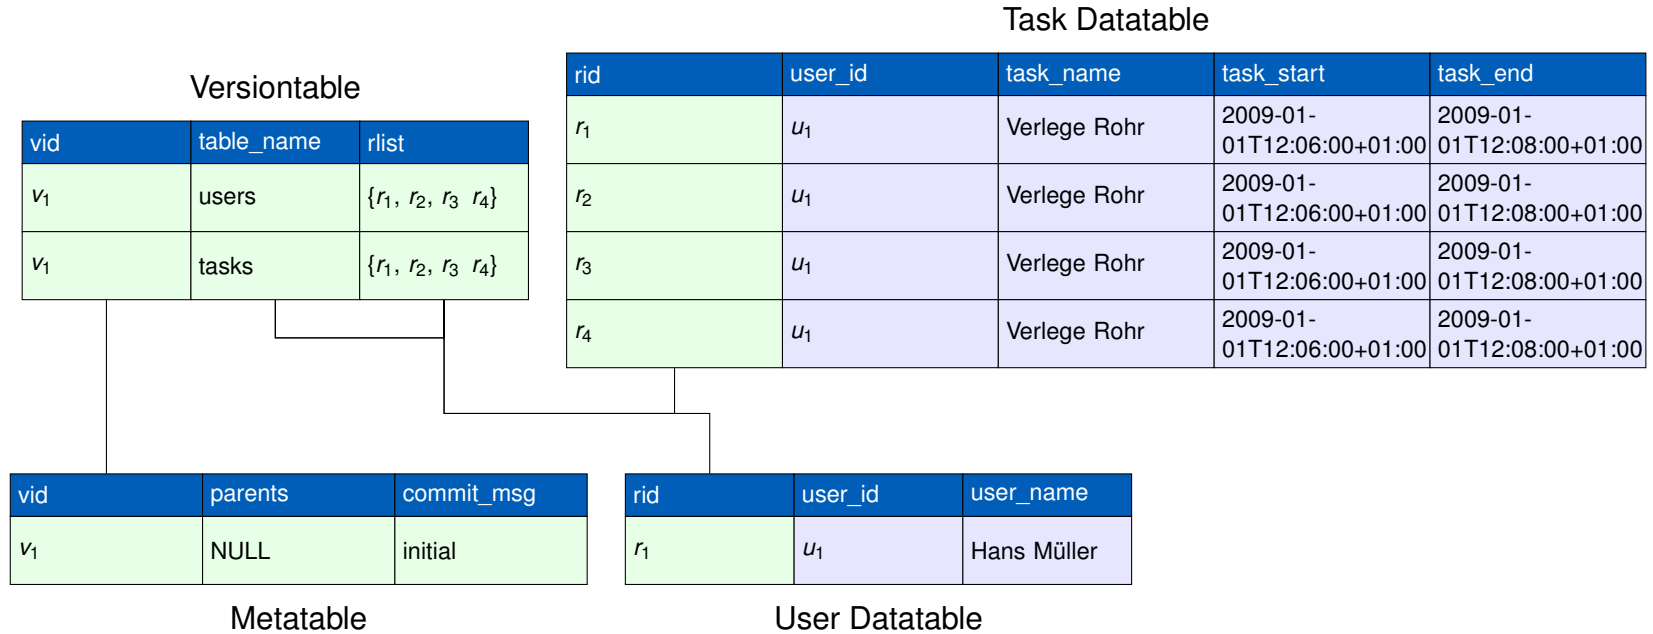 Task Datatable
rid user_id task_name task_start task_end
r1 u1 Verlege Rohr 2009-01-01T12:06:00+01:00 2009-01-01T12:08:00+01:00
r2 u1 Verlege Rohr 2009-01-01T12:06:00+01:00 2009-01-01T12:08:00+01:00
r3 u1 Verlege Rohr 2009-01-01T12:06:00+01:00 2009-01-01T12:08:00+01:00
r4 u1 Verlege Rohr 2009-01-01T12:06:00+01:00 2009-01-01T12:08:00+01:00
Versiontable
vid table_name rlist
v1 users {r1, r2, r3 r4}
v1 tasks {r1, r2, r3 r4}
vid parents commit_msg
v1 NULL initial
Metatable
rid user_id user_name
r1 u1 Hans Müller
User Datatable